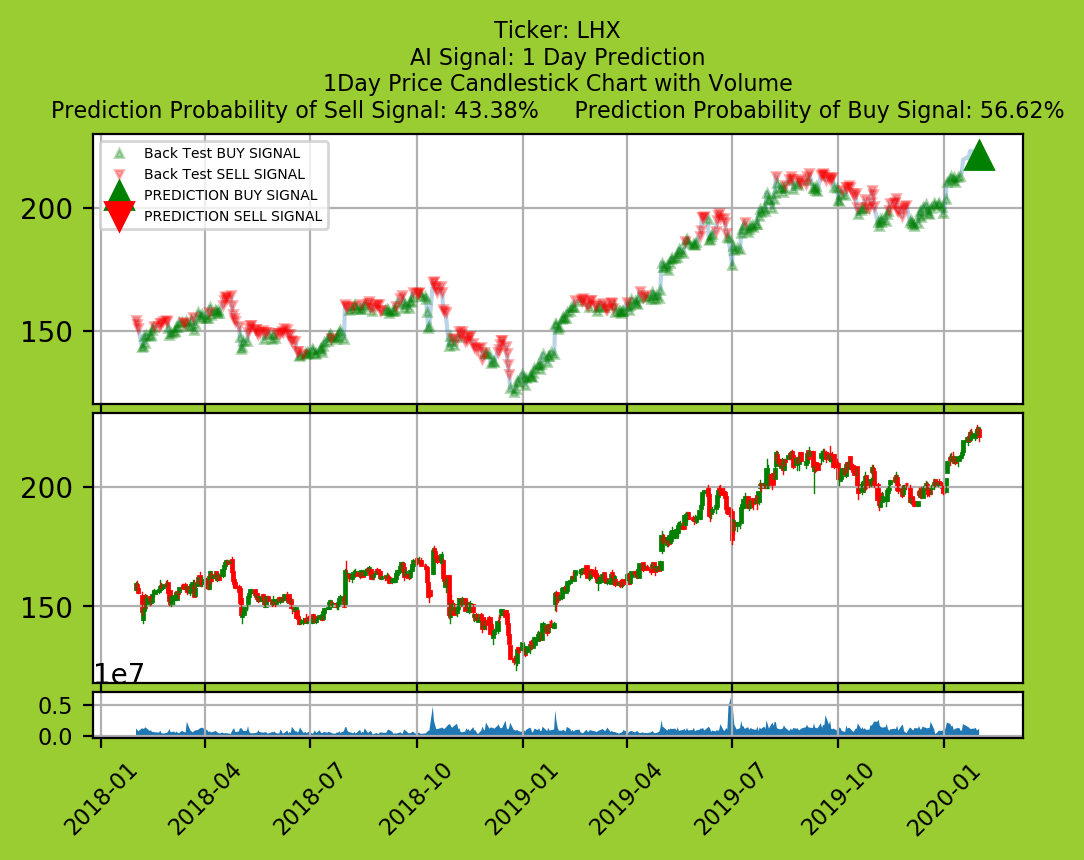 Ticker: LHX
AI Signal: 1 Day Prediction
1Day Price Candlestick Chart with Volume
Prediction Probability of Sell Signal: 43.38% Prediction Probability of Buy Signal: 56.62%
Back Test BUY SIGNAL
Back Test SELL SIGNAL
PREDICTION BUY SIGNAL
PREDICTION SELL SIGNAL
200
150
200
150
1e7
0.5
0.0
2018-01
2018-04
2018-07
2018-10
2019-01
2019-04
2019-07
2019-10
2020-01